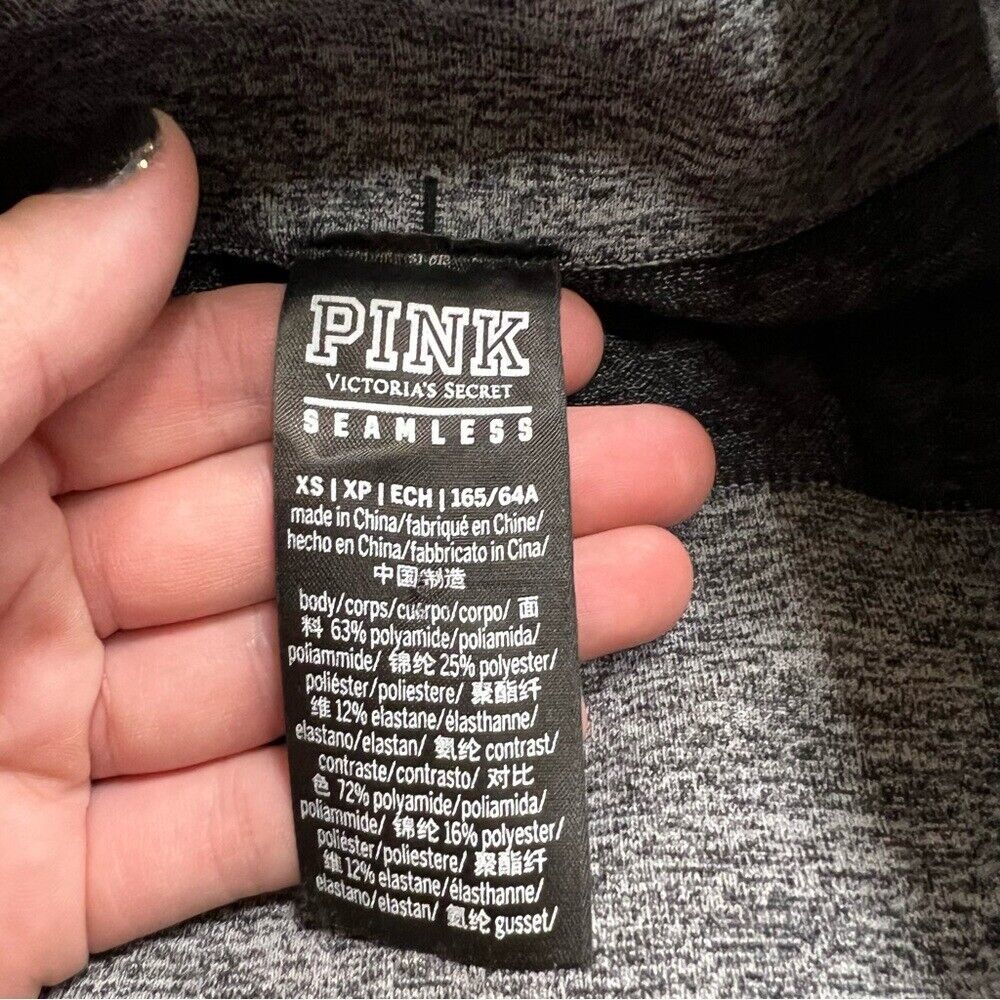 PINK
VICTORIA'S SECRET
SEAMLESS
XS | XP | ECH | 165/64A
made in China/fabriqué en Chine/
hecho en China/fabbricato in Cina/
中国制造
body/corps/cuerpo/corpo/ 面
料 63% polyamide/poliamida/
poliammide/ 锦纶 25% polyester/
poliéster/poliestere/ 聚酯纤
维 12% elastane/élasthanne/
elastano/elastan/ 氨纶 contrast/
contraste/contrasto/ 对比
色 72% polyamide/poliamida/
poliammide/ 锦纶 16% polyester/
poliéster/poliestere/ 聚酯纤
维 12% elastane/élasthanne/
elastano/elastan/ 氨纶 gusset/